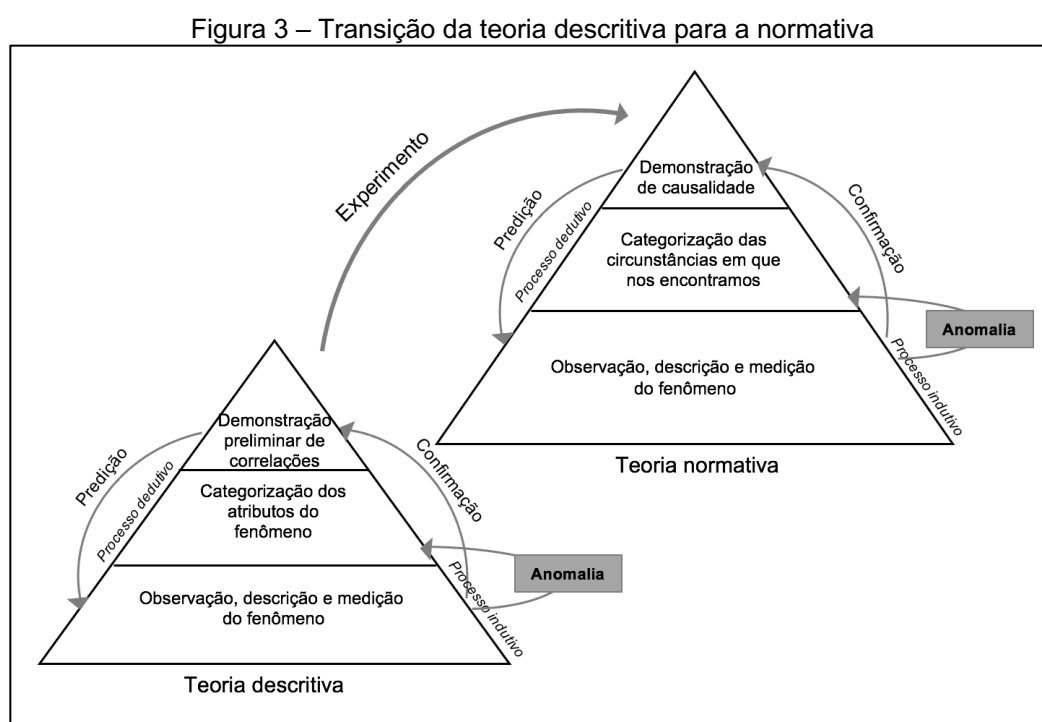 Figura 3 – Transição da teoria descritiva para a normativa
Experimento
Demonstração
de causalidade
Predição
Processo dedutivo
Confirmação
Categorização das
circunstâncias em que
nos encontramos
Anomalia
Observação, descrição e medição
do fenômeno
Processo indutivo
Teoria normativa
Demonstração
preliminar de
correlações
Predição
Processo dedutivo
Confirmação
Categorização dos
atributos do
fenômeno
Anomalia
Observação, descrição e medição
do fenômeno
Processo indutivo
Teoria descritiva